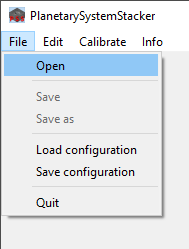 PlanetarySystemStacker
File Edit Calibrate Info
Open
Save
Save as
Load configuration
Save configuration
Quit